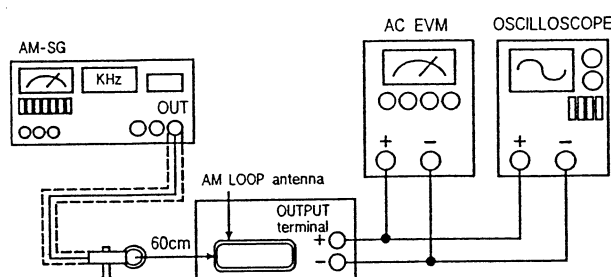 AC EVM
OSCILLOSCOPE
AM-SG
KHz
OUT
+ −
+ −
AM LOOP antenna
OUTPUT
terminal
60cm
+
−